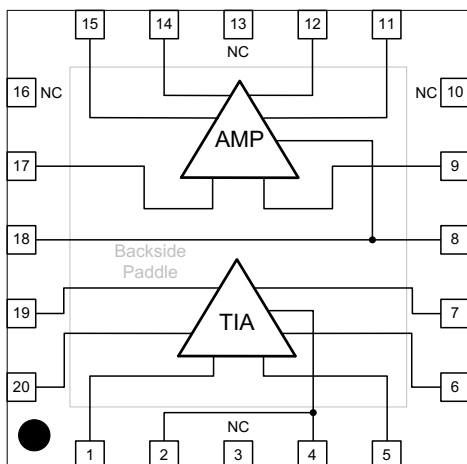 15 14 13 12 11
NC
16 NC NC 10
AMP
17 9
18 8
Backside
Paddle
19 TIA 7
20 6
NC
1 2 3 4 5